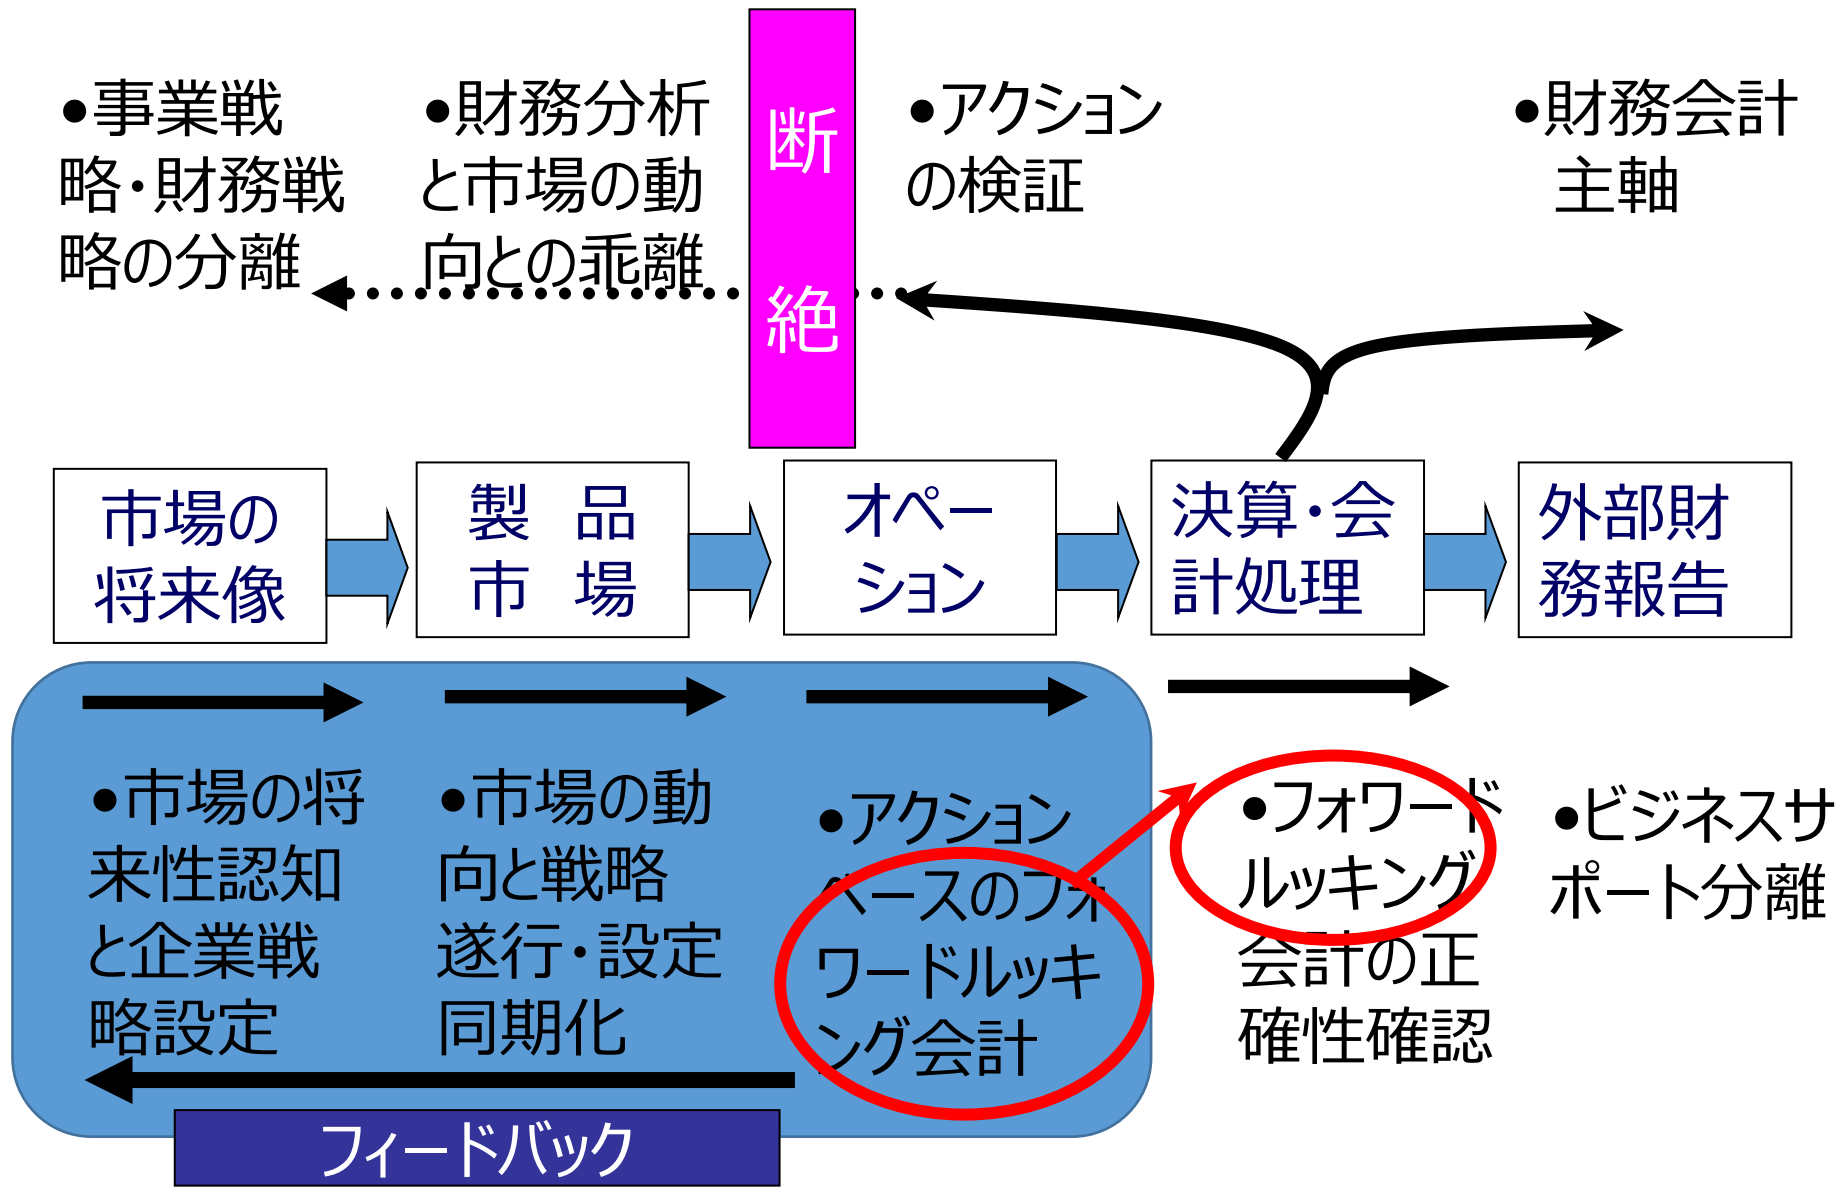 ●事業戦
略・財務戦
略の分離
●財務分析
と市場の動
向との乖離
断
絶
●アクション
の検証
●財務会計
主軸
市場の
将来像
製 品
市 場
オペー
ション
決算・会
計処理
外部財
務報告
●市場の将
来性認知
と企業戦
略設定
●市場の動
向と戦略
遂行・設定
同期化
●アクション
ベースのフォ
ワードルッキ
ング会計
●フォワード
ルッキング
会計の正
確性確認
●ビジネスサ
ポート分離
フィードバック